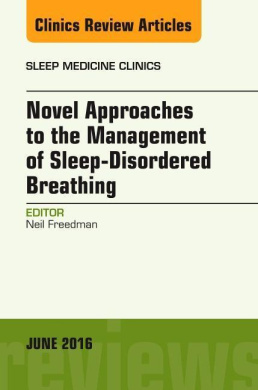 Clinics Review Articles
SLEEP MEDICINE CLINICS
Novel Approaches
to the Management
of Sleep-Disordered
Breathing
EDITOR
Neil Freedman
JUNE 2016
reviews